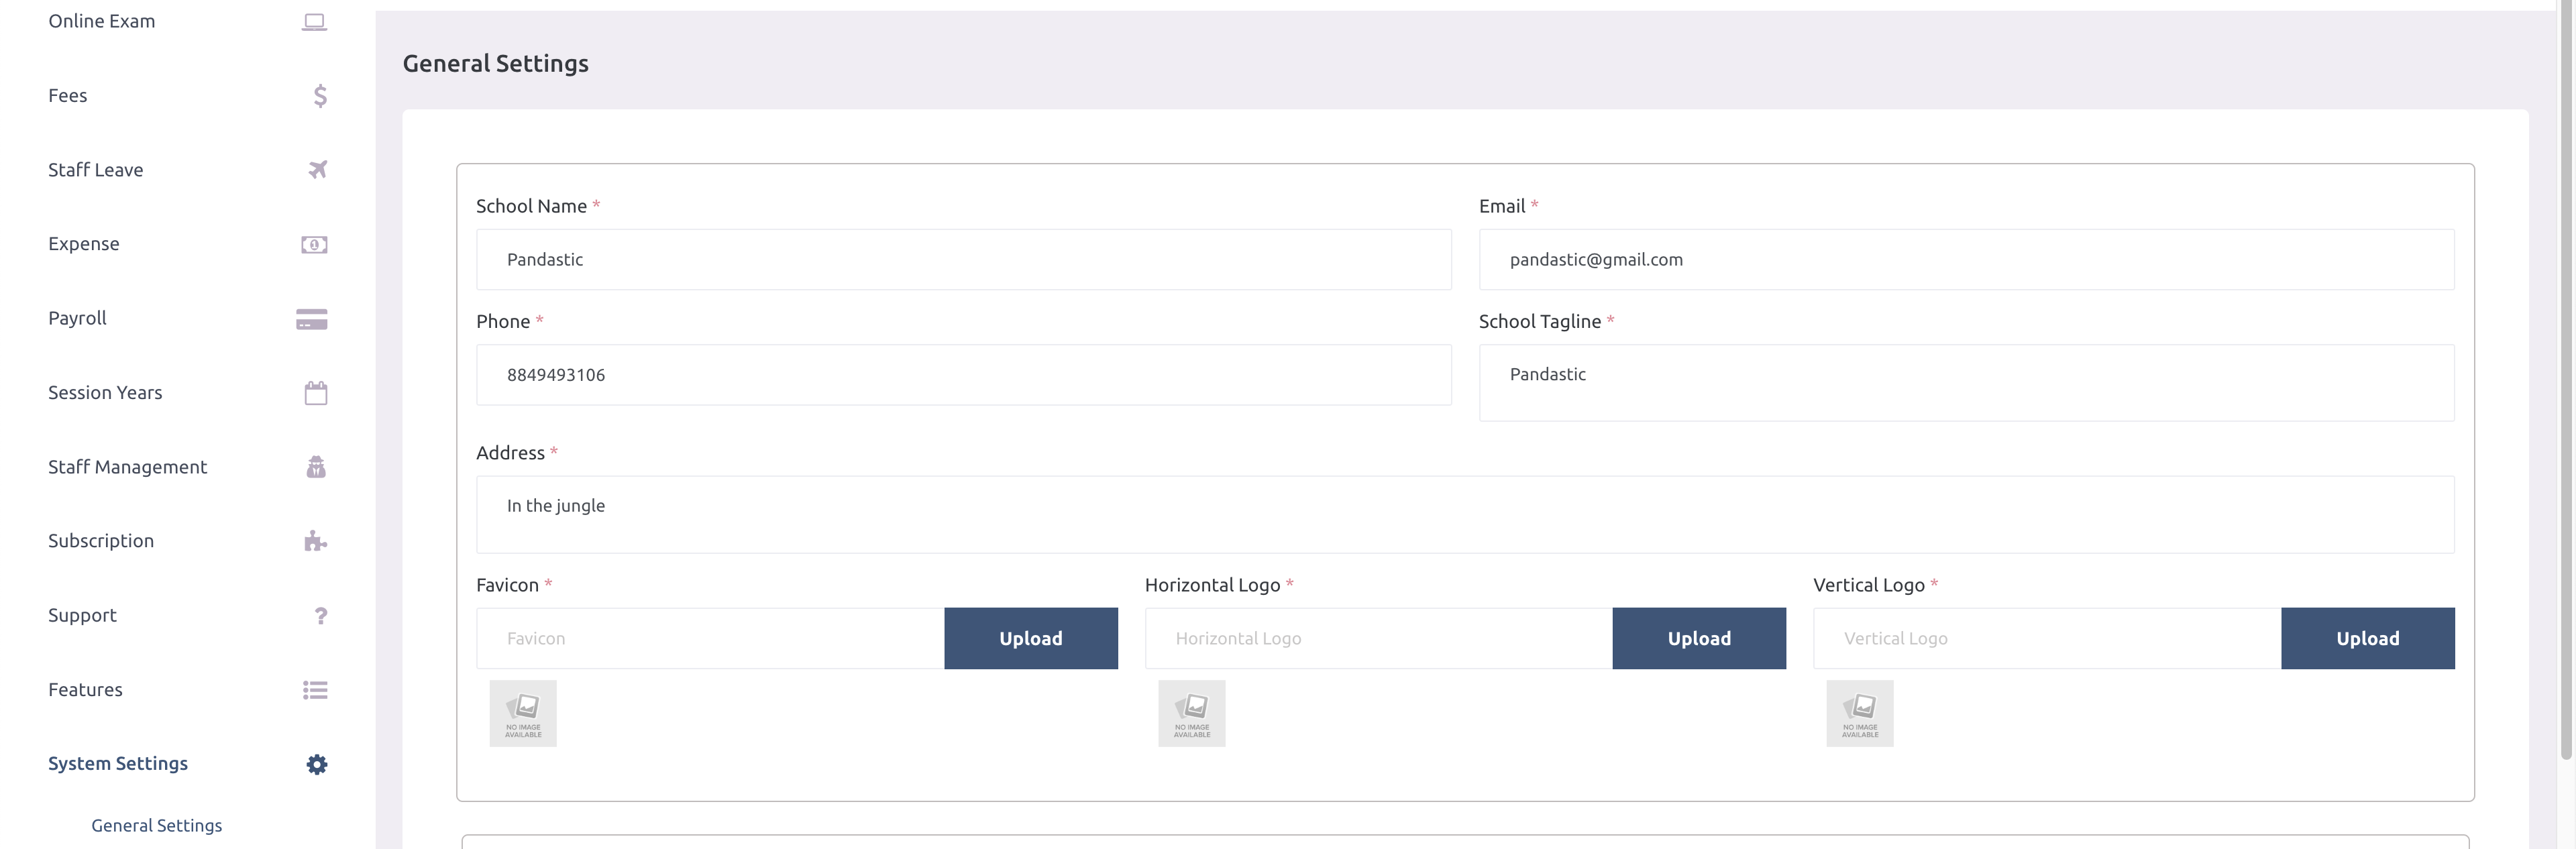 Online Exam
Fees
Staff Leave
Expense
Payroll
Session Years
Staff Management
Subscription
Support
Features
System Settings
General Settings
General Settings
School Name *
Pandastic
Email *
pandastic@gmail.com
Phone *
8849493106
School Tagline *
Pandastic
Address *
In the jungle
Favicon *
Favicon
Upload
NO IMAGE
AVAILABLE
Horizontal Logo *
Horizontal Logo
Upload
NO IMAGE
AVAILABLE
Vertical Logo *
Vertical Logo
Upload
NO IMAGE
AVAILABLE